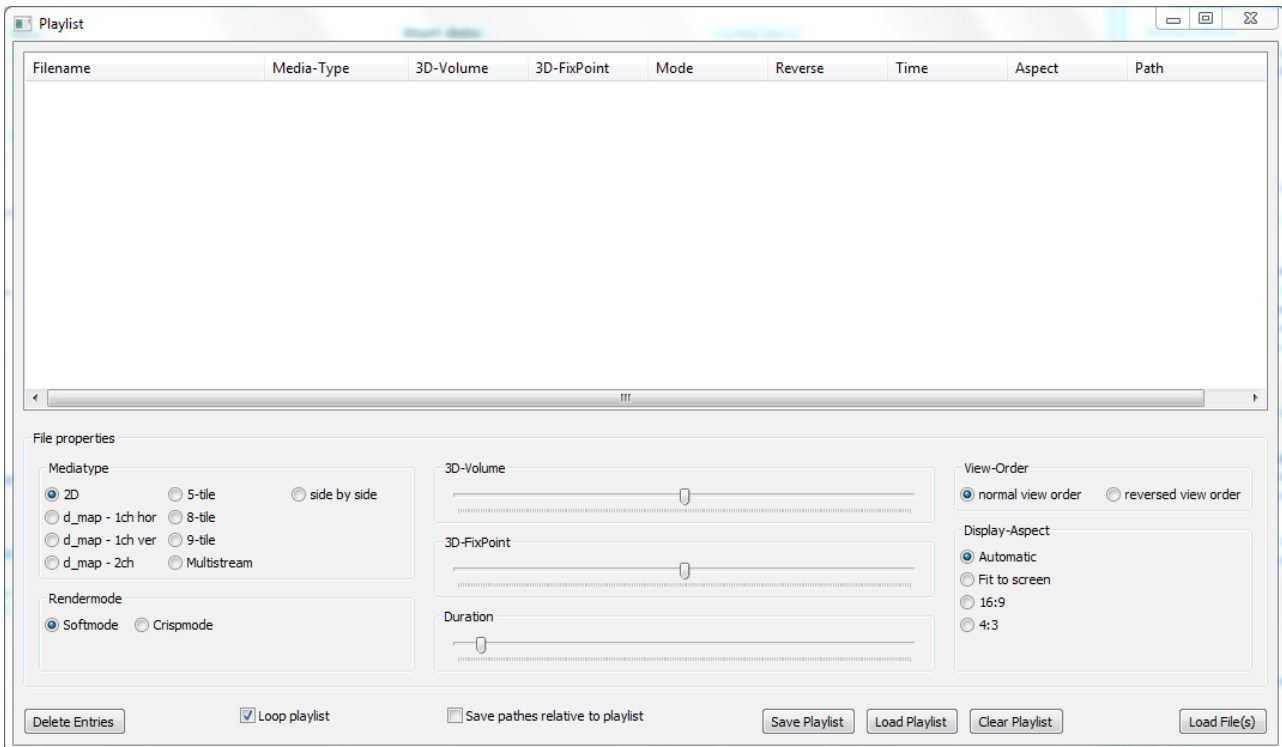 Playlist
Start date:
Filename Media-Type 3D-Volume 3D-FixPoint Mode Reverse Time Aspect Path
File properties
Mediatype
2D 5-tile side by side
d_map - 1ch hor 8-tile
d_map - 1ch ver 9-tile
d_map - 2ch Multistream
Rendermode
Softmode Crispmode
3D-Volume
3D-FixPoint
Duration
View-Order
normal view order reversed view order
Display-Aspect
Automatic
Fit to screen
16:9
4:3
Delete Entries Loop playlist Save pathes relative to playlist Save Playlist Load Playlist Clear Playlist Load File(s)